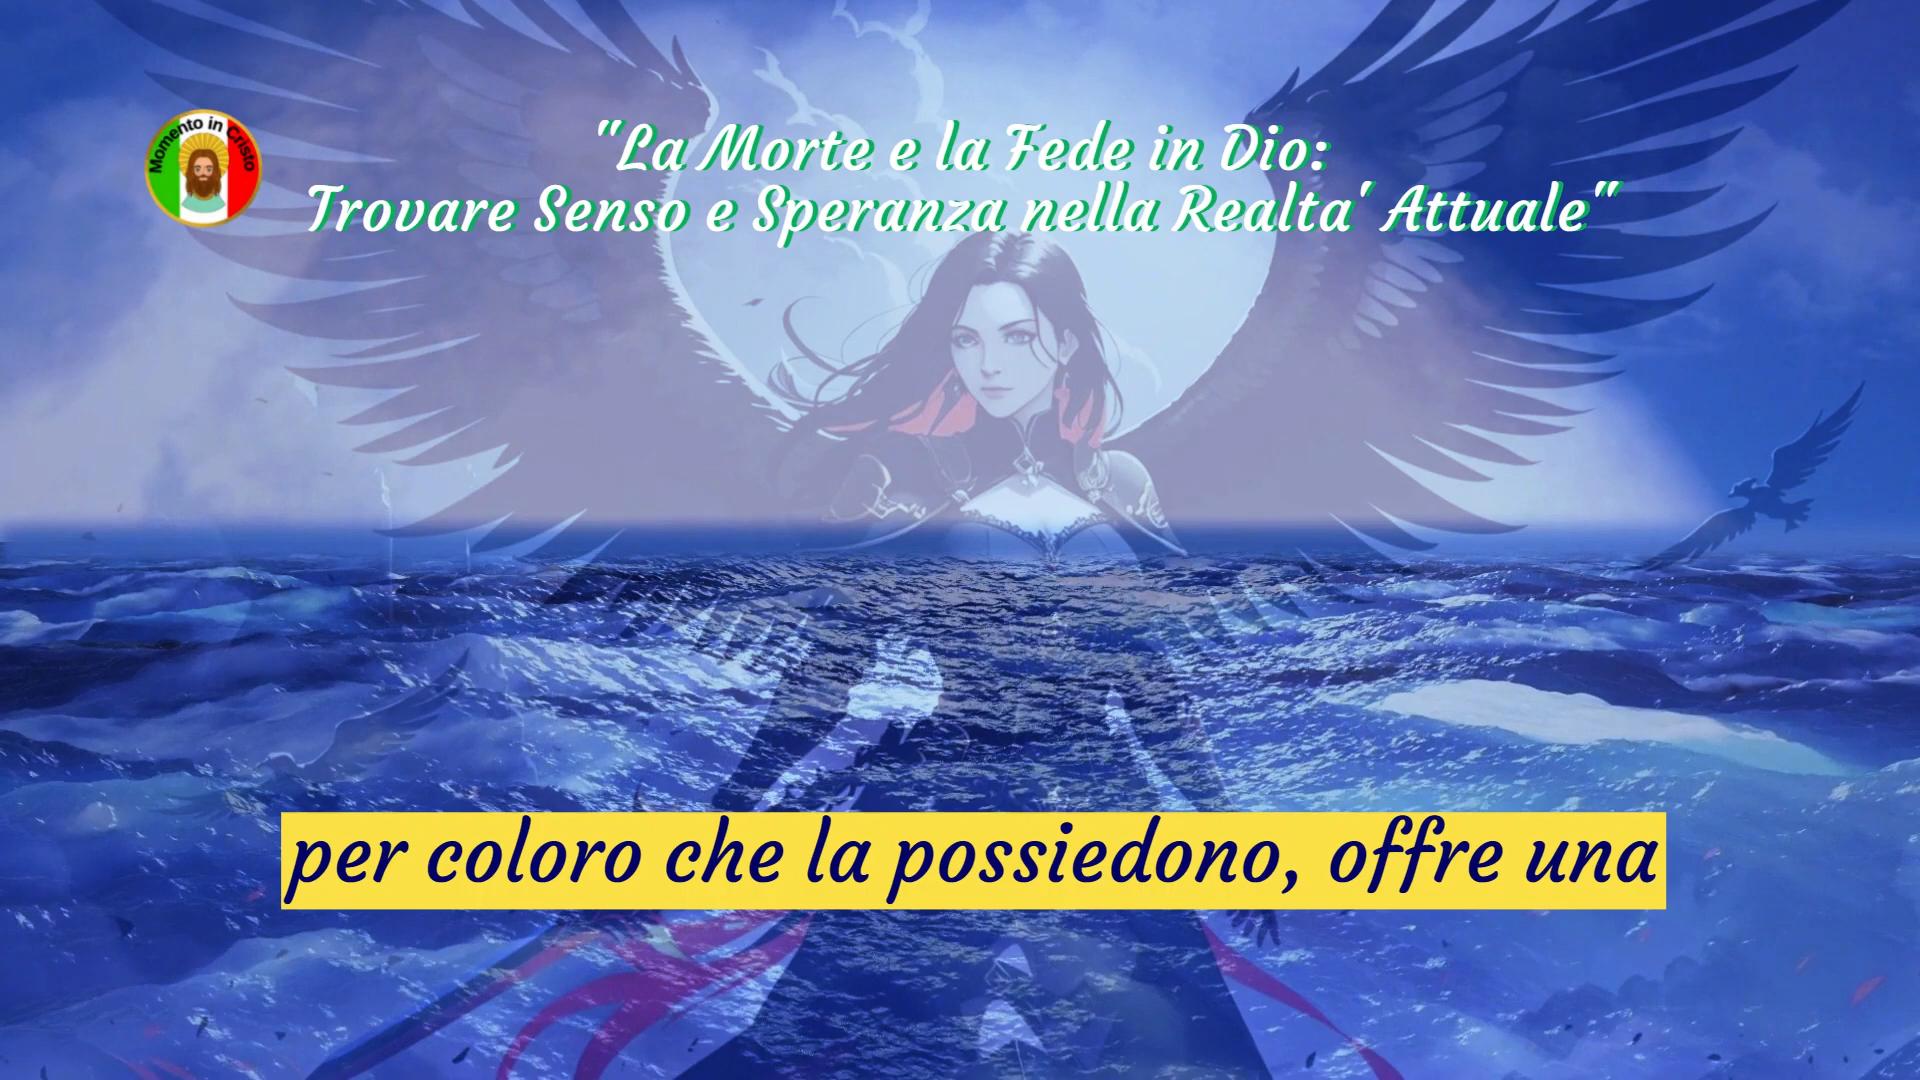 Momento in Cristo
"La Morte e la Fede in Dio:
Trovare Senso e Speranza nella Realta' Attuale"
per coloro che la possiedono, offre una